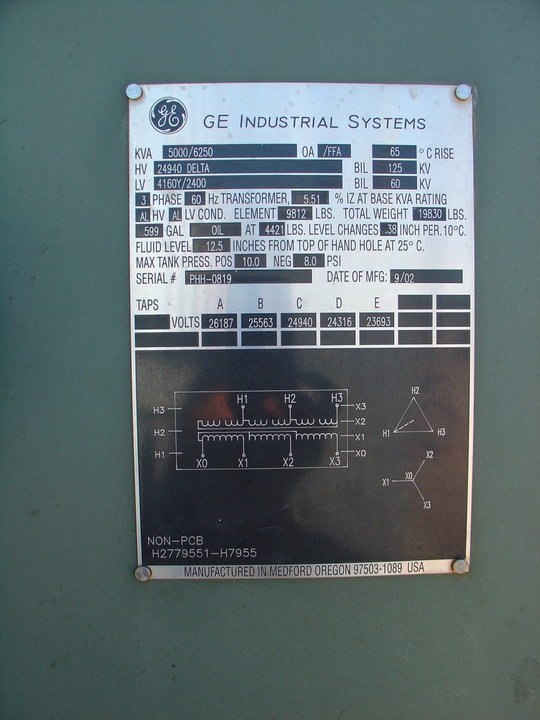 GE GE INDUSTRIAL SYSTEMS
KVA 5000/6250 OA /FFA 65 °C RISE
HV 24940 DELTA BIL 125 KV
LV 4160Y/2400 BIL 60 KV
3 PHASE 60 Hz TRANSFORMER, 5.51 % IZ AT BASE KVA RATING
AL HV AL LV COND. ELEMENT 9812 LBS. TOTAL WEIGHT 19830 LBS.
599 GAL OIL AT 4421 LBS. LEVEL CHANGES .38 INCH PER. 10°C.
FLUID LEVEL 12.5 INCHES FROM TOP OF HAND HOLE AT 25° C.
MAX TANK PRESS. POS 10.0 NEG 8.0 PSI
SERIAL # PHH-0819 DATE OF MFG: 9/02
TAPS A B C D E
VOLTS 26187 25563 24940 24316 23693
H1 H2 H3
H3 X3
H2 X2
X1
H1 X0
X0 X1 X2 X3
H2
H1 H3
X2
X1 X0
X3
NON-PCB
H2779551-H7955
MANUFACTURED IN MEDFORD OREGON 97503-1089 USA